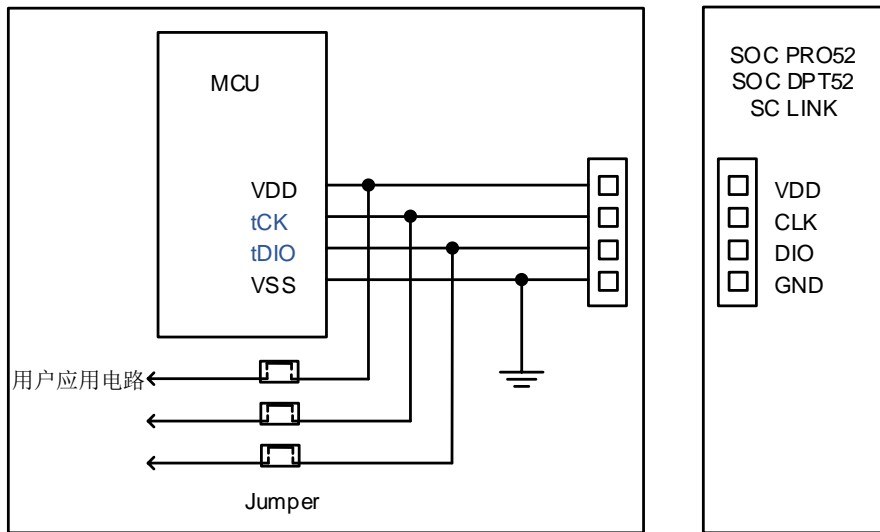 MCU
VDD
tCK
tDIO
VSS
用户应用电路
Jumper
SOC PRO52
SOC DPT52
SC LINK
VDD
CLK
DIO
GND